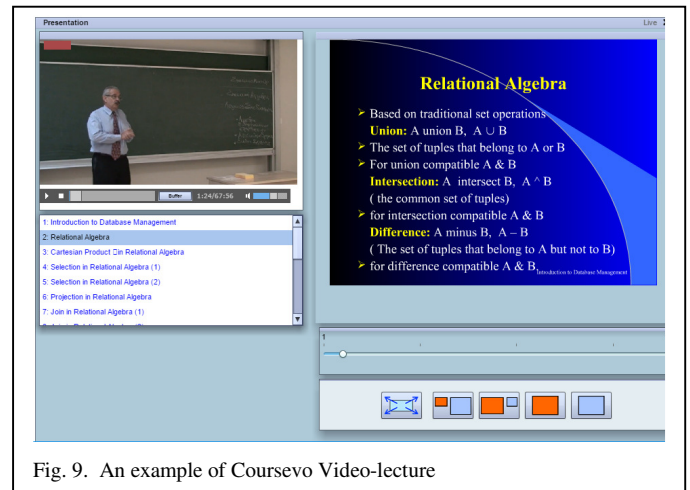 Presentation
Live
Buffer 1:24/67:56
1: Introduction to Database Management
2: Relational Algebra
3: Cartesian Product □in Relational Algebra
4: Selection in Relational Algebra (1)
5: Selection in Relational Algebra (2)
6: Projection in Relational Algebra
7: Join in Relational Algebra (1)
Relational Algebra
➢ Based on traditional set operations
Union: A union B, A ∪ B
➢ The set of tuples that belong to A or B
➢ For union compatible A & B
Intersection: A intersect B, A ^ B
( the common set of tuples)
➢ for intersection compatible A & B
Difference: A minus B, A – B
( The set of tuples that belong to A but not to B)
➢ for difference compatible A & B
Introduction to Database Management
1
Fig. 9. An example of Coursevo Video-lecture